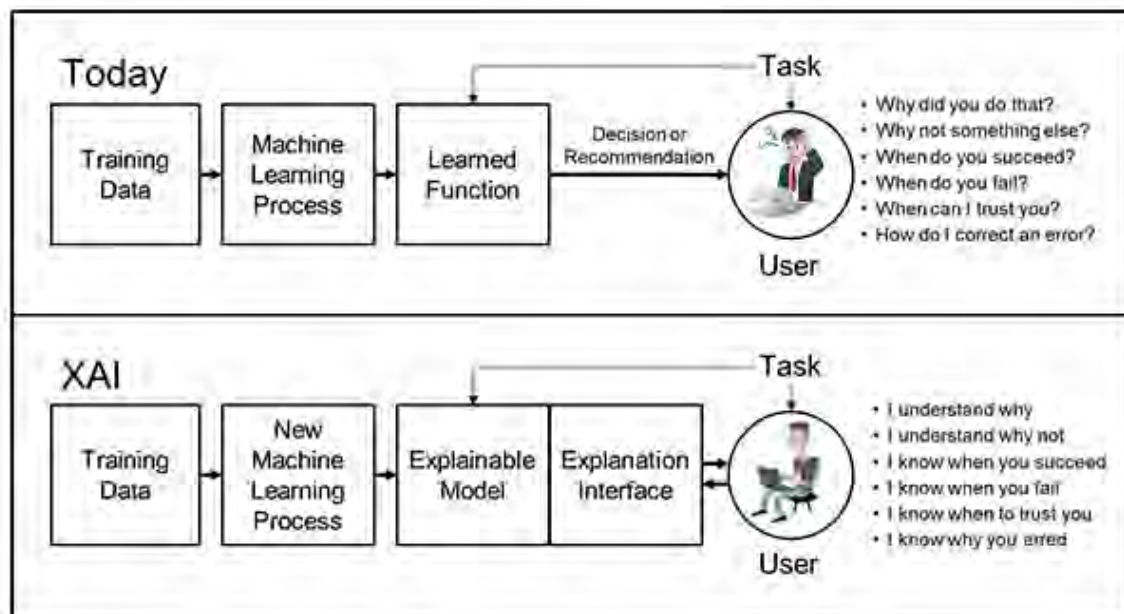 Today
Task
Training
Data
Machine
Learning
Process
Learned
Function
Decision or
Recommendation
User
• Why did you do that?
• Why not something else?
• When do you succeed?
• When do you fail?
• When can I trust you?
• How do I correct an error?
XAI
Task
Training
Data
New
Machine
Learning
Process
Explainable
Model
Explanation
Interface
User
• I understand why
• I understand why not
• I know when you succeed
• I know when you fail
• I know when to trust you
• I know why you erred